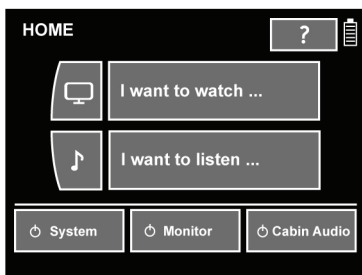 HOME
?
I want to watch ...
I want to listen ...
System
Monitor
Cabin Audio